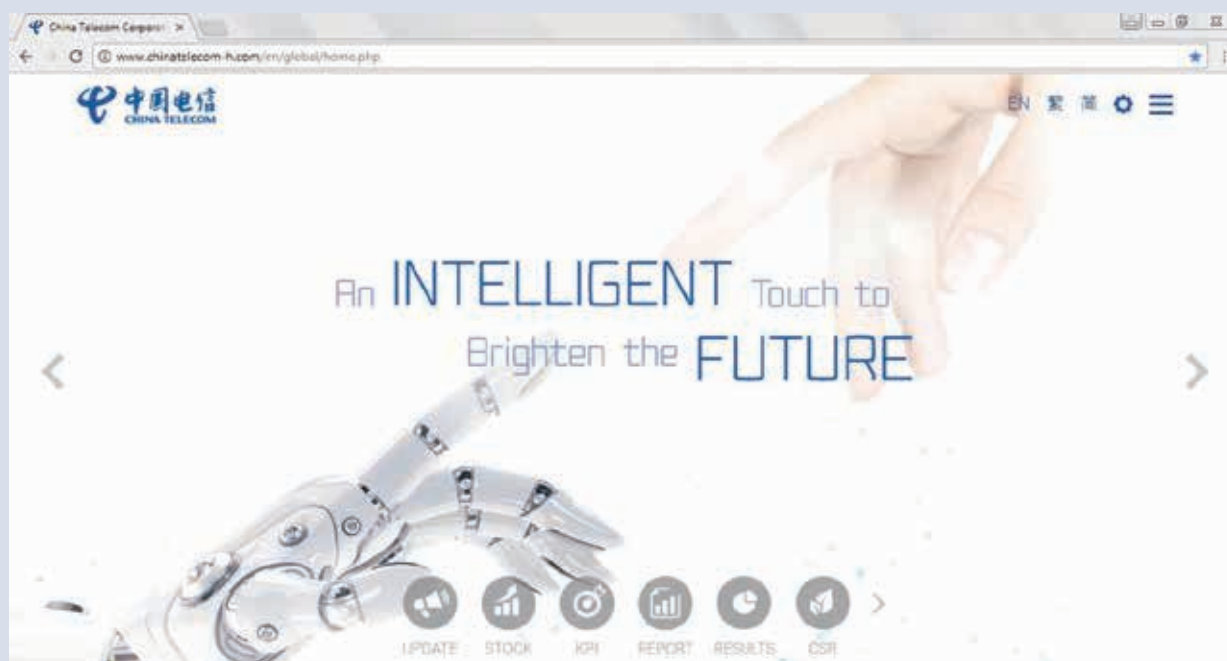 China Telecom Corporat
www.chinatelecom-h.com/en/global/home.php
中国电信
CHINA TELECOM
EN 繁 简
An INTELLIGENT Touch to
Brighten the FUTURE
UPDATE STOCK KPI REPORT RESULTS CSR